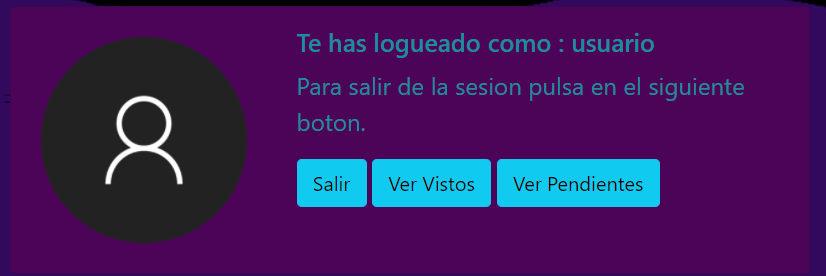 Te has logueado como : usuario
Para salir de la sesion pulsa en el siguiente
boton.
Salir Ver Vistos Ver Pendientes